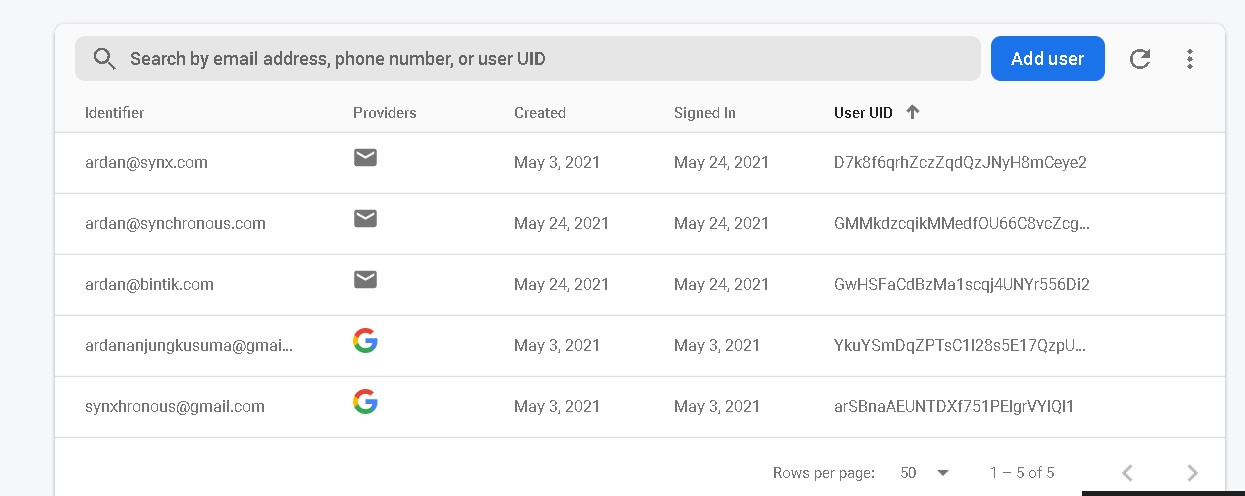 Search by email address, phone number, or user UID Add user
Identifier Providers Created Signed In User UID
ardan@synx.com May 3, 2021 May 24, 2021 D7k8f6qrhZczZqdQzJNyH8mCeye2
ardan@synchronous.com May 24, 2021 May 24, 2021 GMMkdzcqikMMedfOU66C8vcZcg...
ardan@bintik.com May 24, 2021 May 24, 2021 GwHSFaCdBzMa1scqj4UNYr556Di2
ardananjungkusuma@gmai... May 3, 2021 May 3, 2021 YkuYSmDqZPTsC1I28s5E17QzpU...
synxhronous@gmail.com May 3, 2021 May 3, 2021 arSBnaAEUNTDXf751PEIgrVYIQI1
Rows per page: 50 1 – 5 of 5